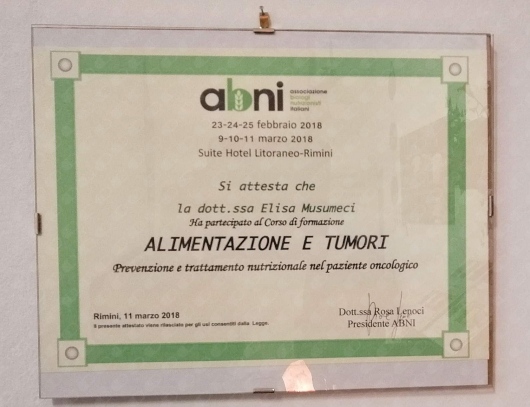 abni
associazione
biologi
nutrizionisti
italiani
23-24-25 febbraio 2018
9-10-11 marzo 2018
Suite Hotel Litoraneo-Rimini
Si attesta che
la dott.ssa Elisa Musumeci
Ha partecipato al Corso di formazione
ALIMENTAZIONE E TUMORI
Prevenzione e trattamento nutrizionale nel paziente oncologico
Rimini, 11 marzo 2018
Il presente attestato viene rilasciato per gli usi consentiti dalla Legge.
Dott.ssa Rosa Lenoci
Presidente ABNI